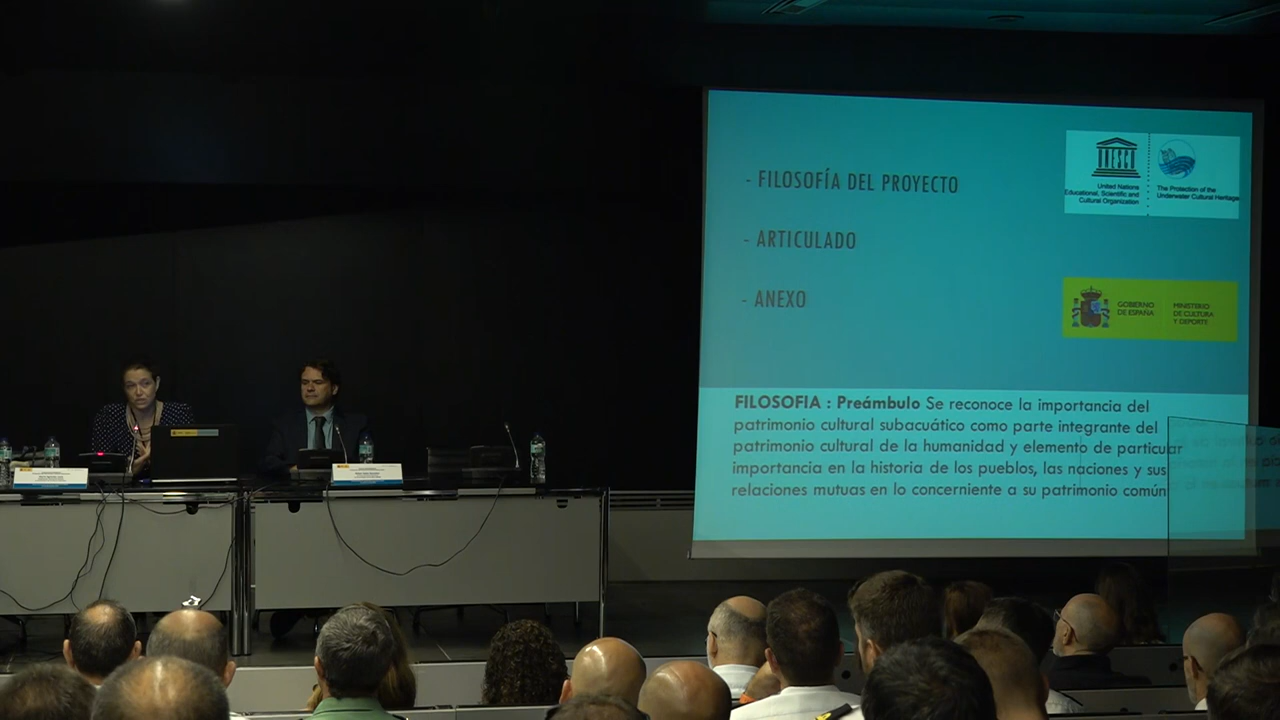 - FILOSOFÍA DEL PROYECTO
- ARTICULADO
- ANEXO
UNESCO
United Nations
Educational, Scientific and
Cultural Organization
The Protection of the
Underwater Cultural Heritage
GOBIERNO
DE ESPAÑA
MINISTERIO
DE CULTURA
Y DEPORTE
FILOSOFIA : Preámbulo Se reconoce la importancia del
patrimonio cultural subacuático como parte integrante del
patrimonio cultural de la humanidad y elemento de particuar
importancia en la historia de los pueblos, las naciones y sus
relaciones mutuas en lo concerniente a su patrimonio común